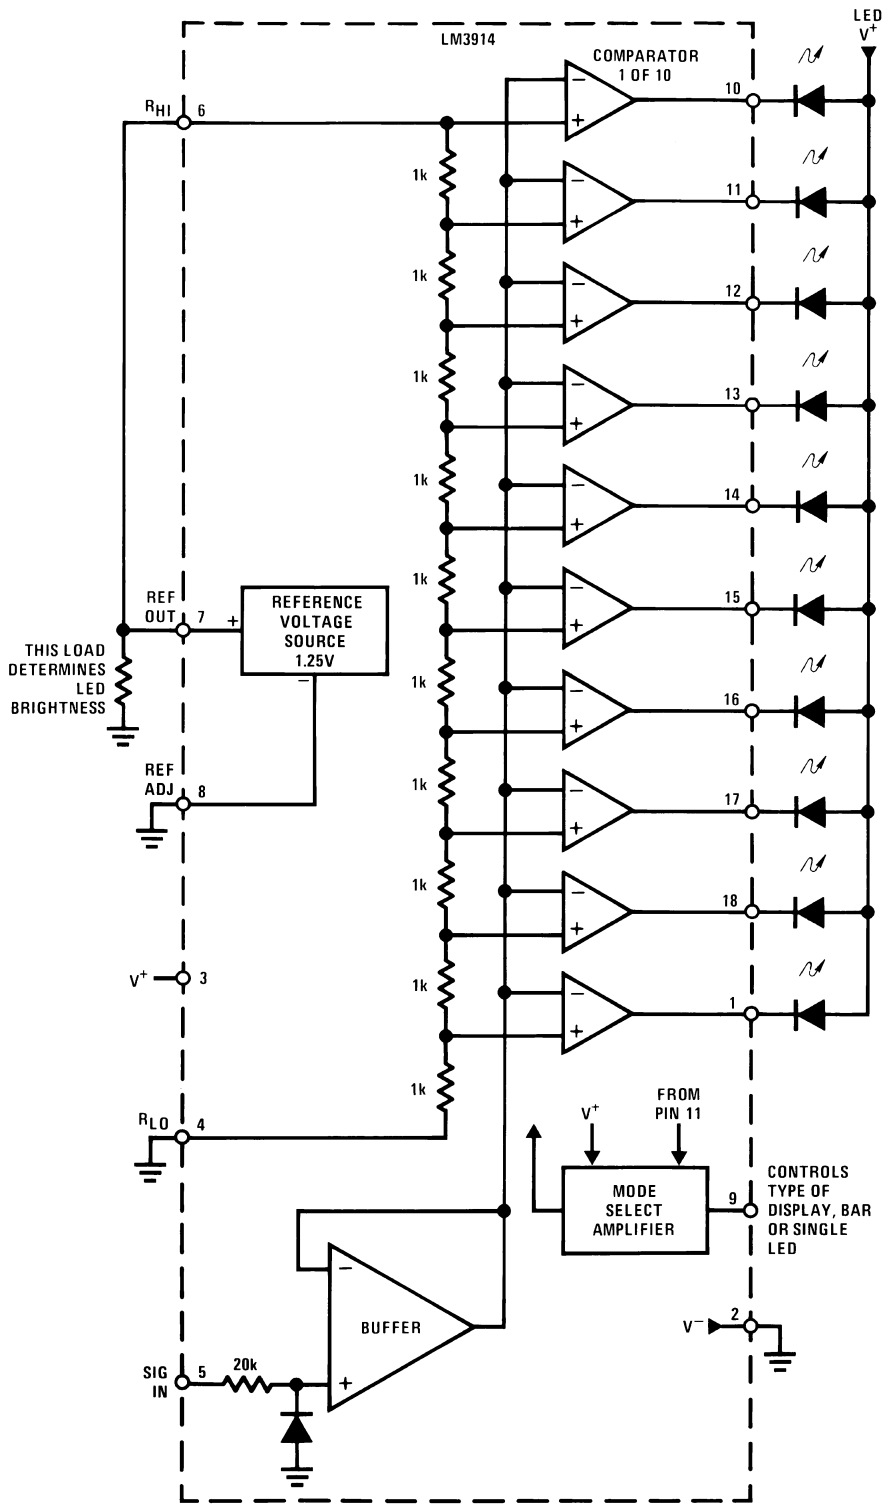 LED
V+
LM3914
COMPARATOR
1 OF 10
−
+
10
RHI
6
1k
−
+
11
1k
−
+
12
1k
−
+
13
1k
−
+
14
1k
−
+
15
REF
OUT
7
+
REFERENCE
VOLTAGE
SOURCE
1.25V
−
THIS LOAD
DETERMINES
LED
BRIGHTNESS
1k
−
+
16
REF
ADJ
8
1k
−
+
17
1k
−
+
18
V+
3
1k
−
+
1
1k
RLO
4
V+
FROM
PIN 11
MODE
SELECT
AMPLIFIER
9
CONTROLS
TYPE OF
DISPLAY, BAR
OR SINGLE
LED
−
BUFFER
+
V−
2
SIG
IN
5
20k